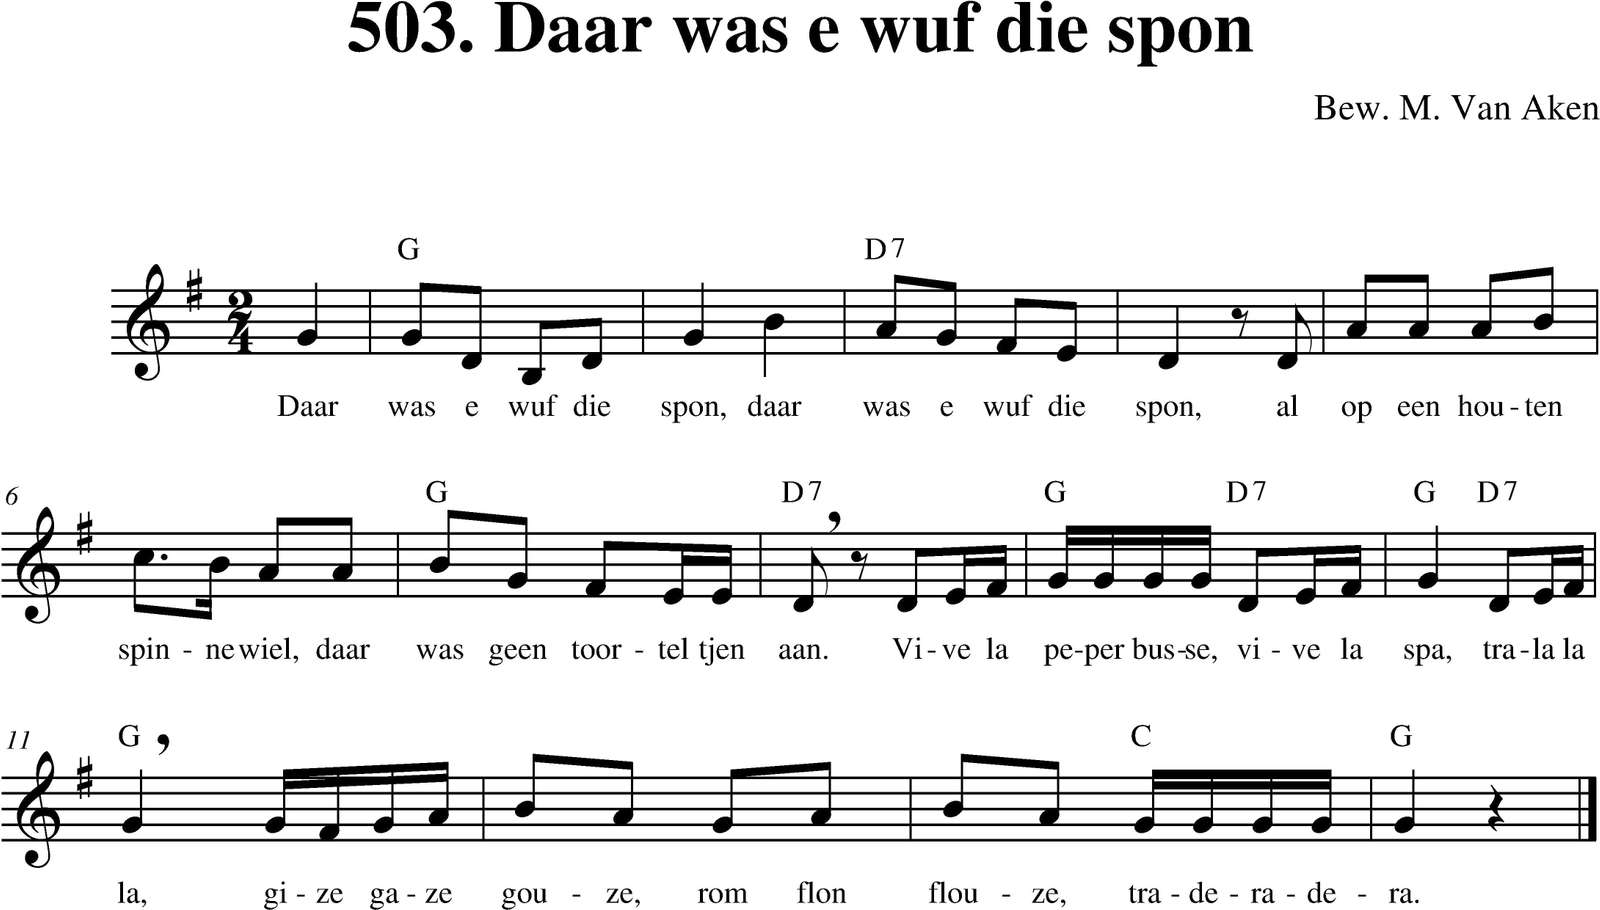 503. Daar was e wuf die spon
Bew. M. Van Aken
G D7
2
4
Daar was e wuf die spon, daar was e wuf die spon, al op een hou - ten
6
G D7 G D7 G D7
spin - ne wiel, daar was geen toor - tel tjen aan. Vi - ve la pe - per bus - se, vi - ve la spa, tra - la la
11
G C G
la, gi - ze ga - ze gou - ze, rom flon flou - ze, tra - de - ra - de - ra.